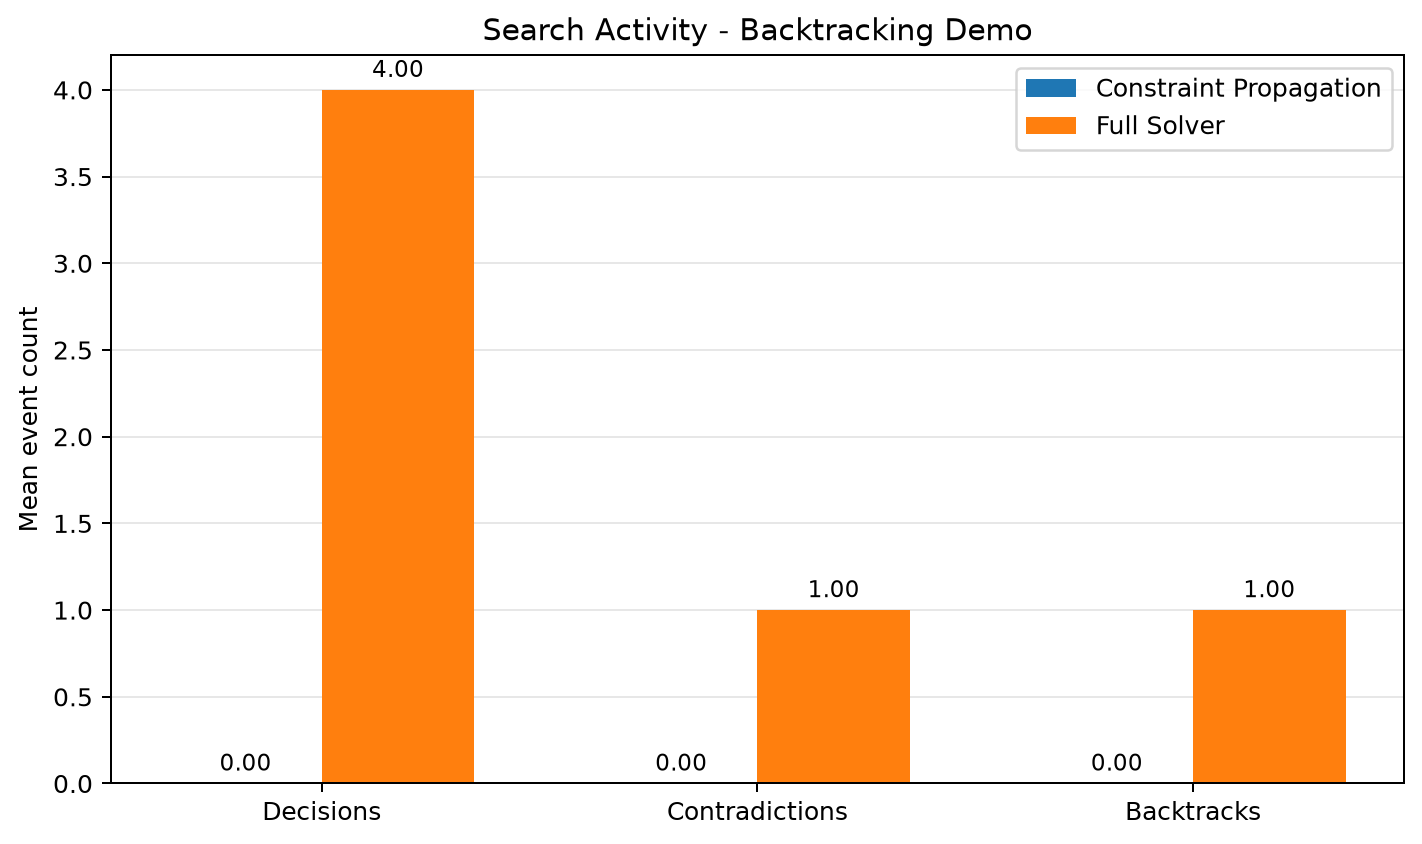 Search Activity - Backtracking Demo
Constraint Propagation
Full Solver
Mean event count
4.0
3.5
3.0
2.5
2.0
1.5
1.0
0.5
0.0
0.00
4.00
0.00
1.00
0.00
1.00
Decisions
Contradictions
Backtracks